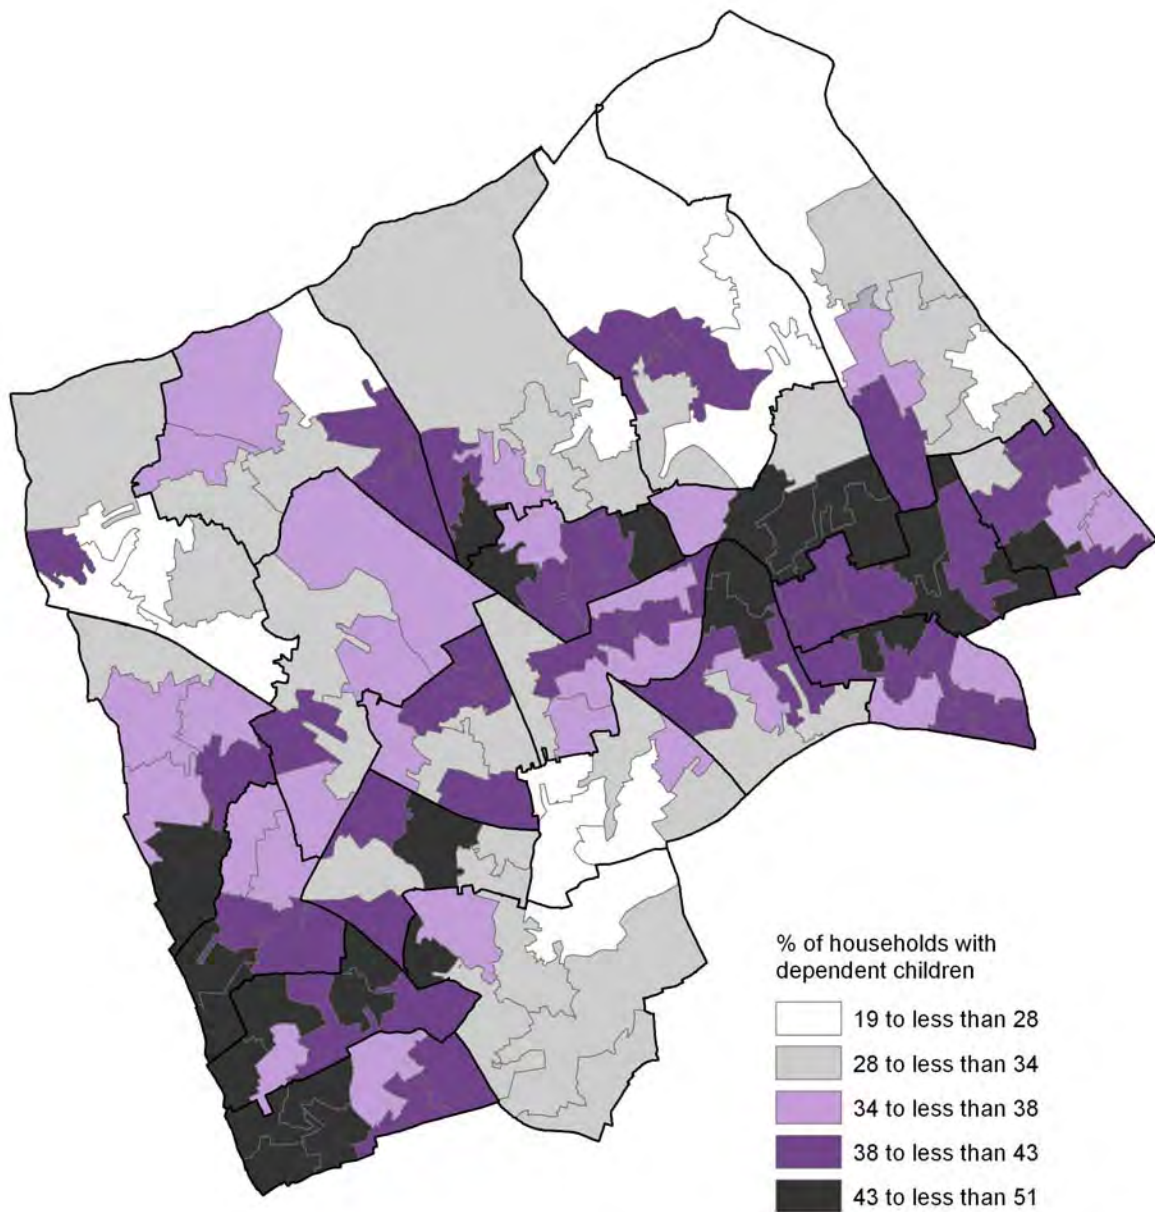 % of households with
dependent children
19 to less than 28
28 to less than 34
34 to less than 38
38 to less than 43
43 to less than 51